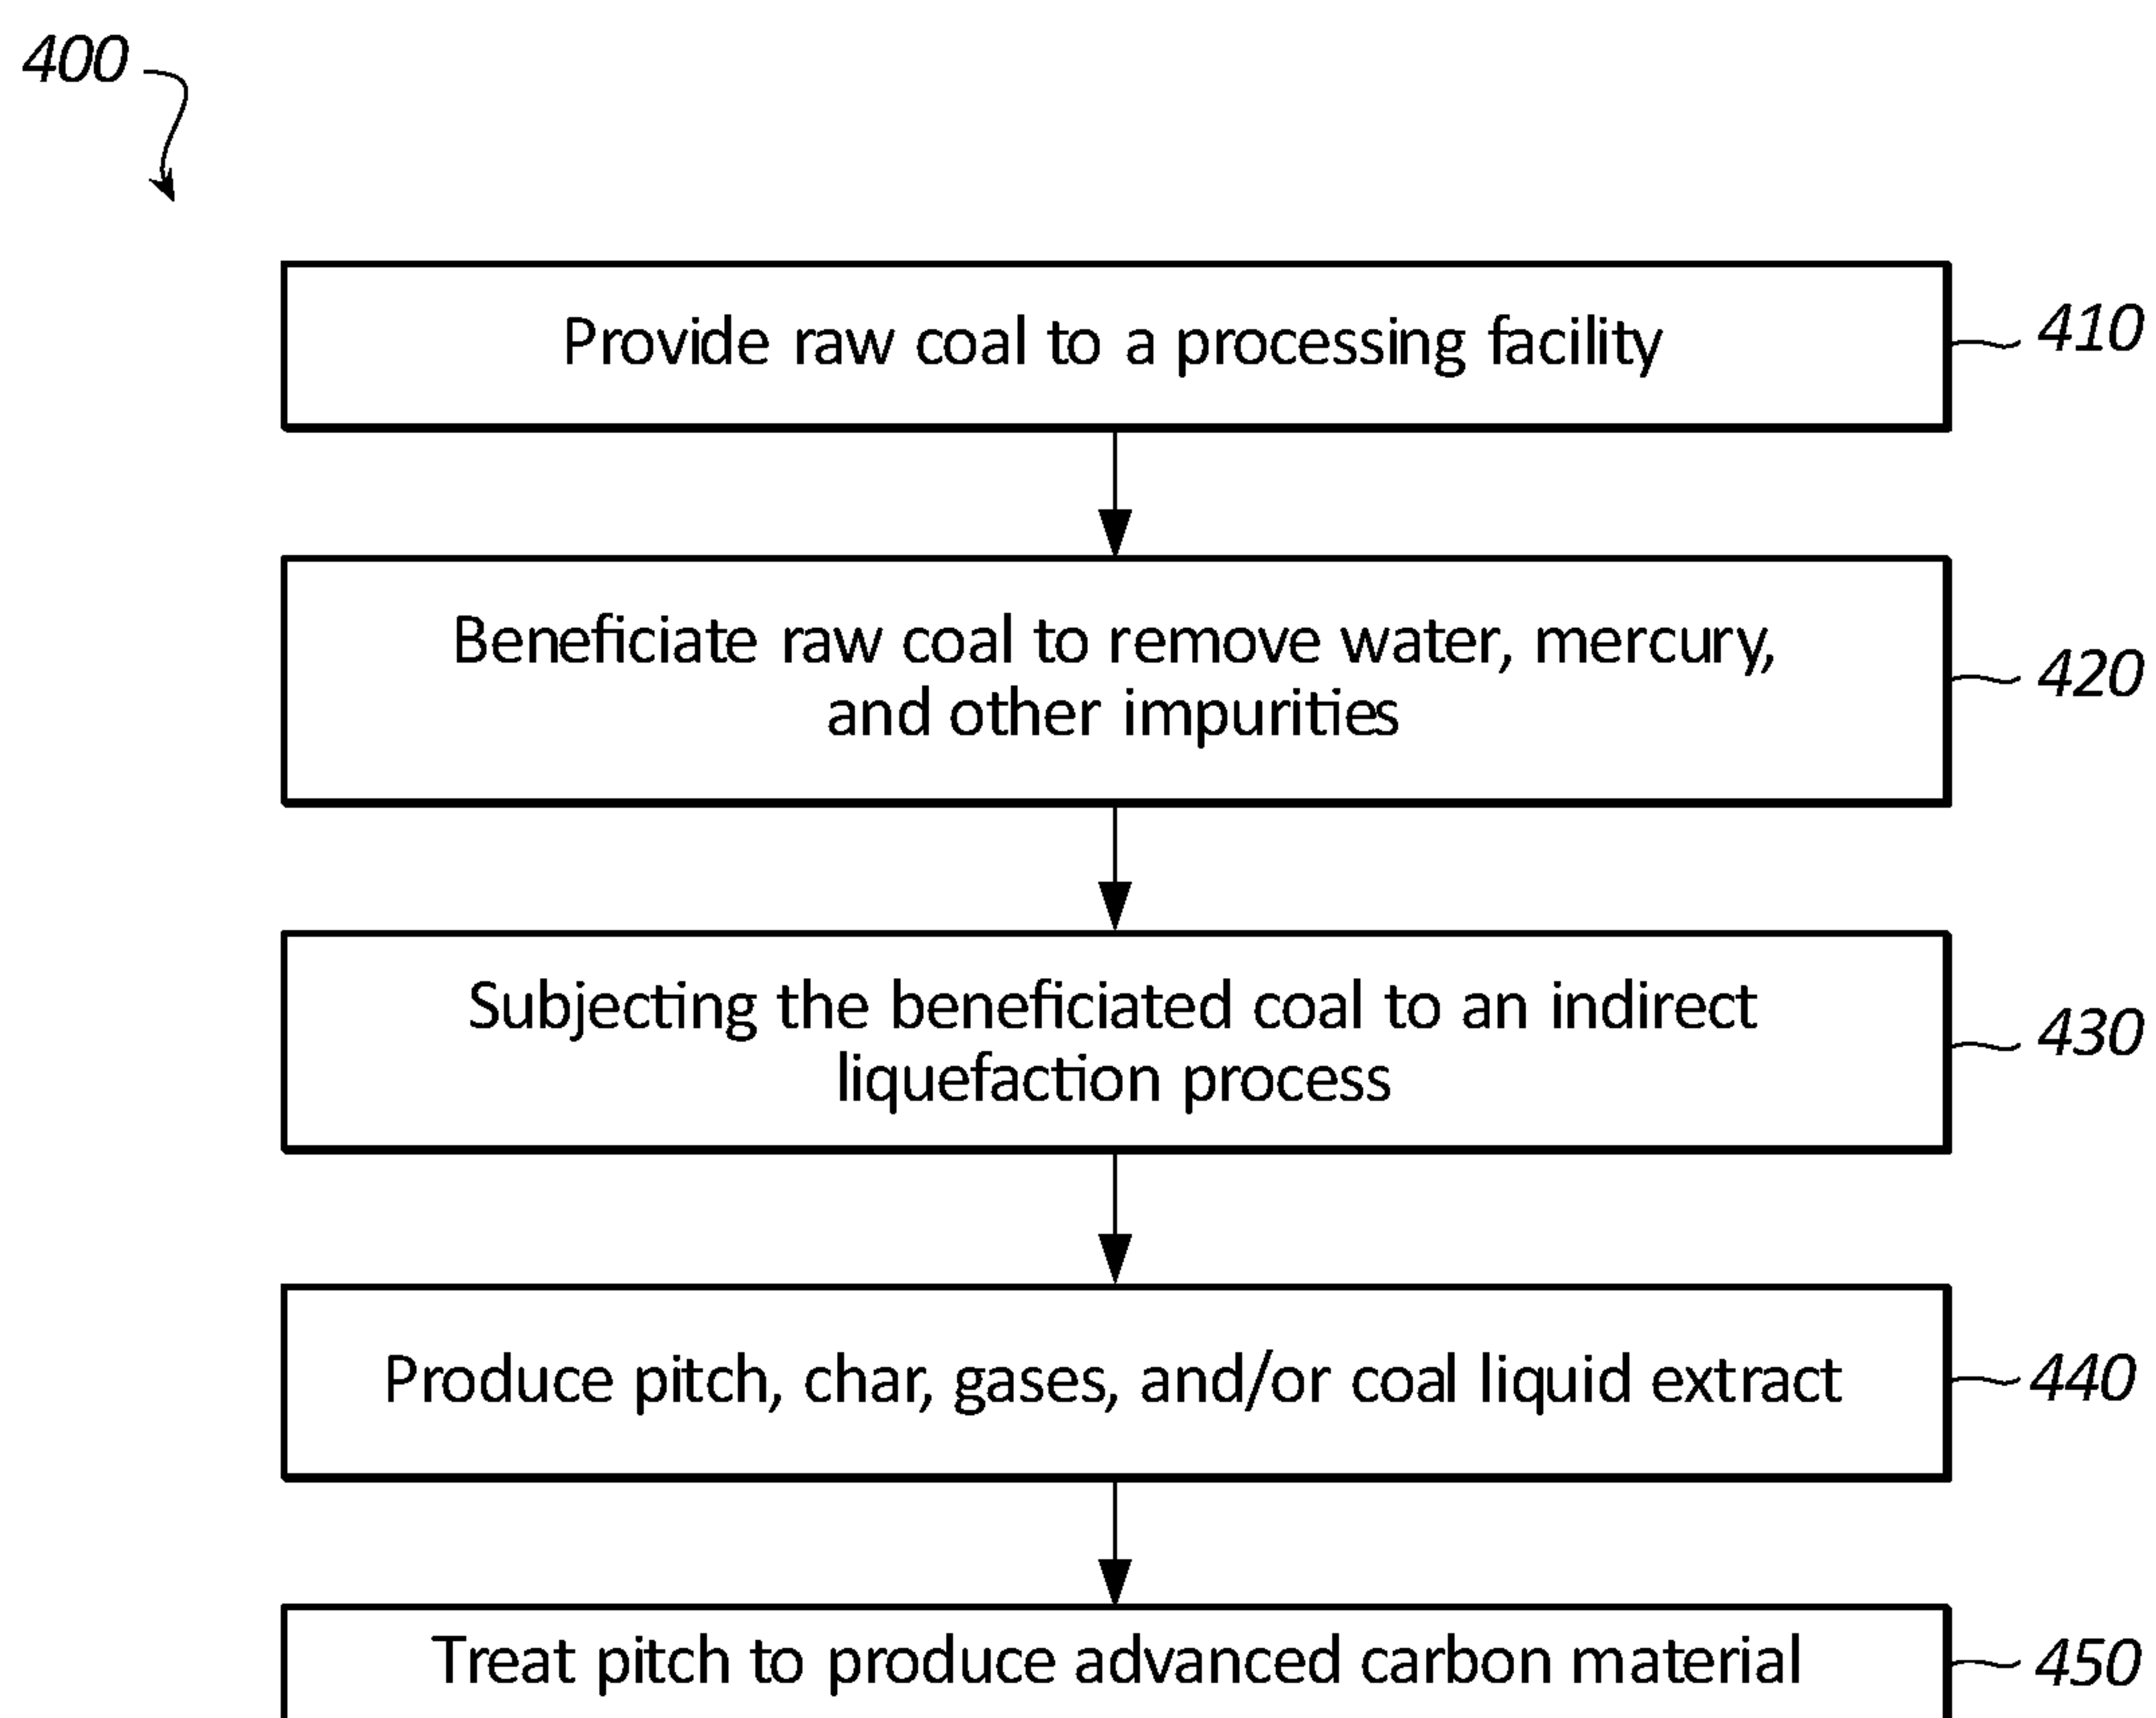 400
Provide raw coal to a processing facility
410
Beneficiate raw coal to remove water, mercury,
and other impurities
420
Subjecting the beneficiated coal to an indirect
liquefaction process
430
Produce pitch, char, gases, and/or coal liquid extract
440
Treat pitch to produce advanced carbon material
450